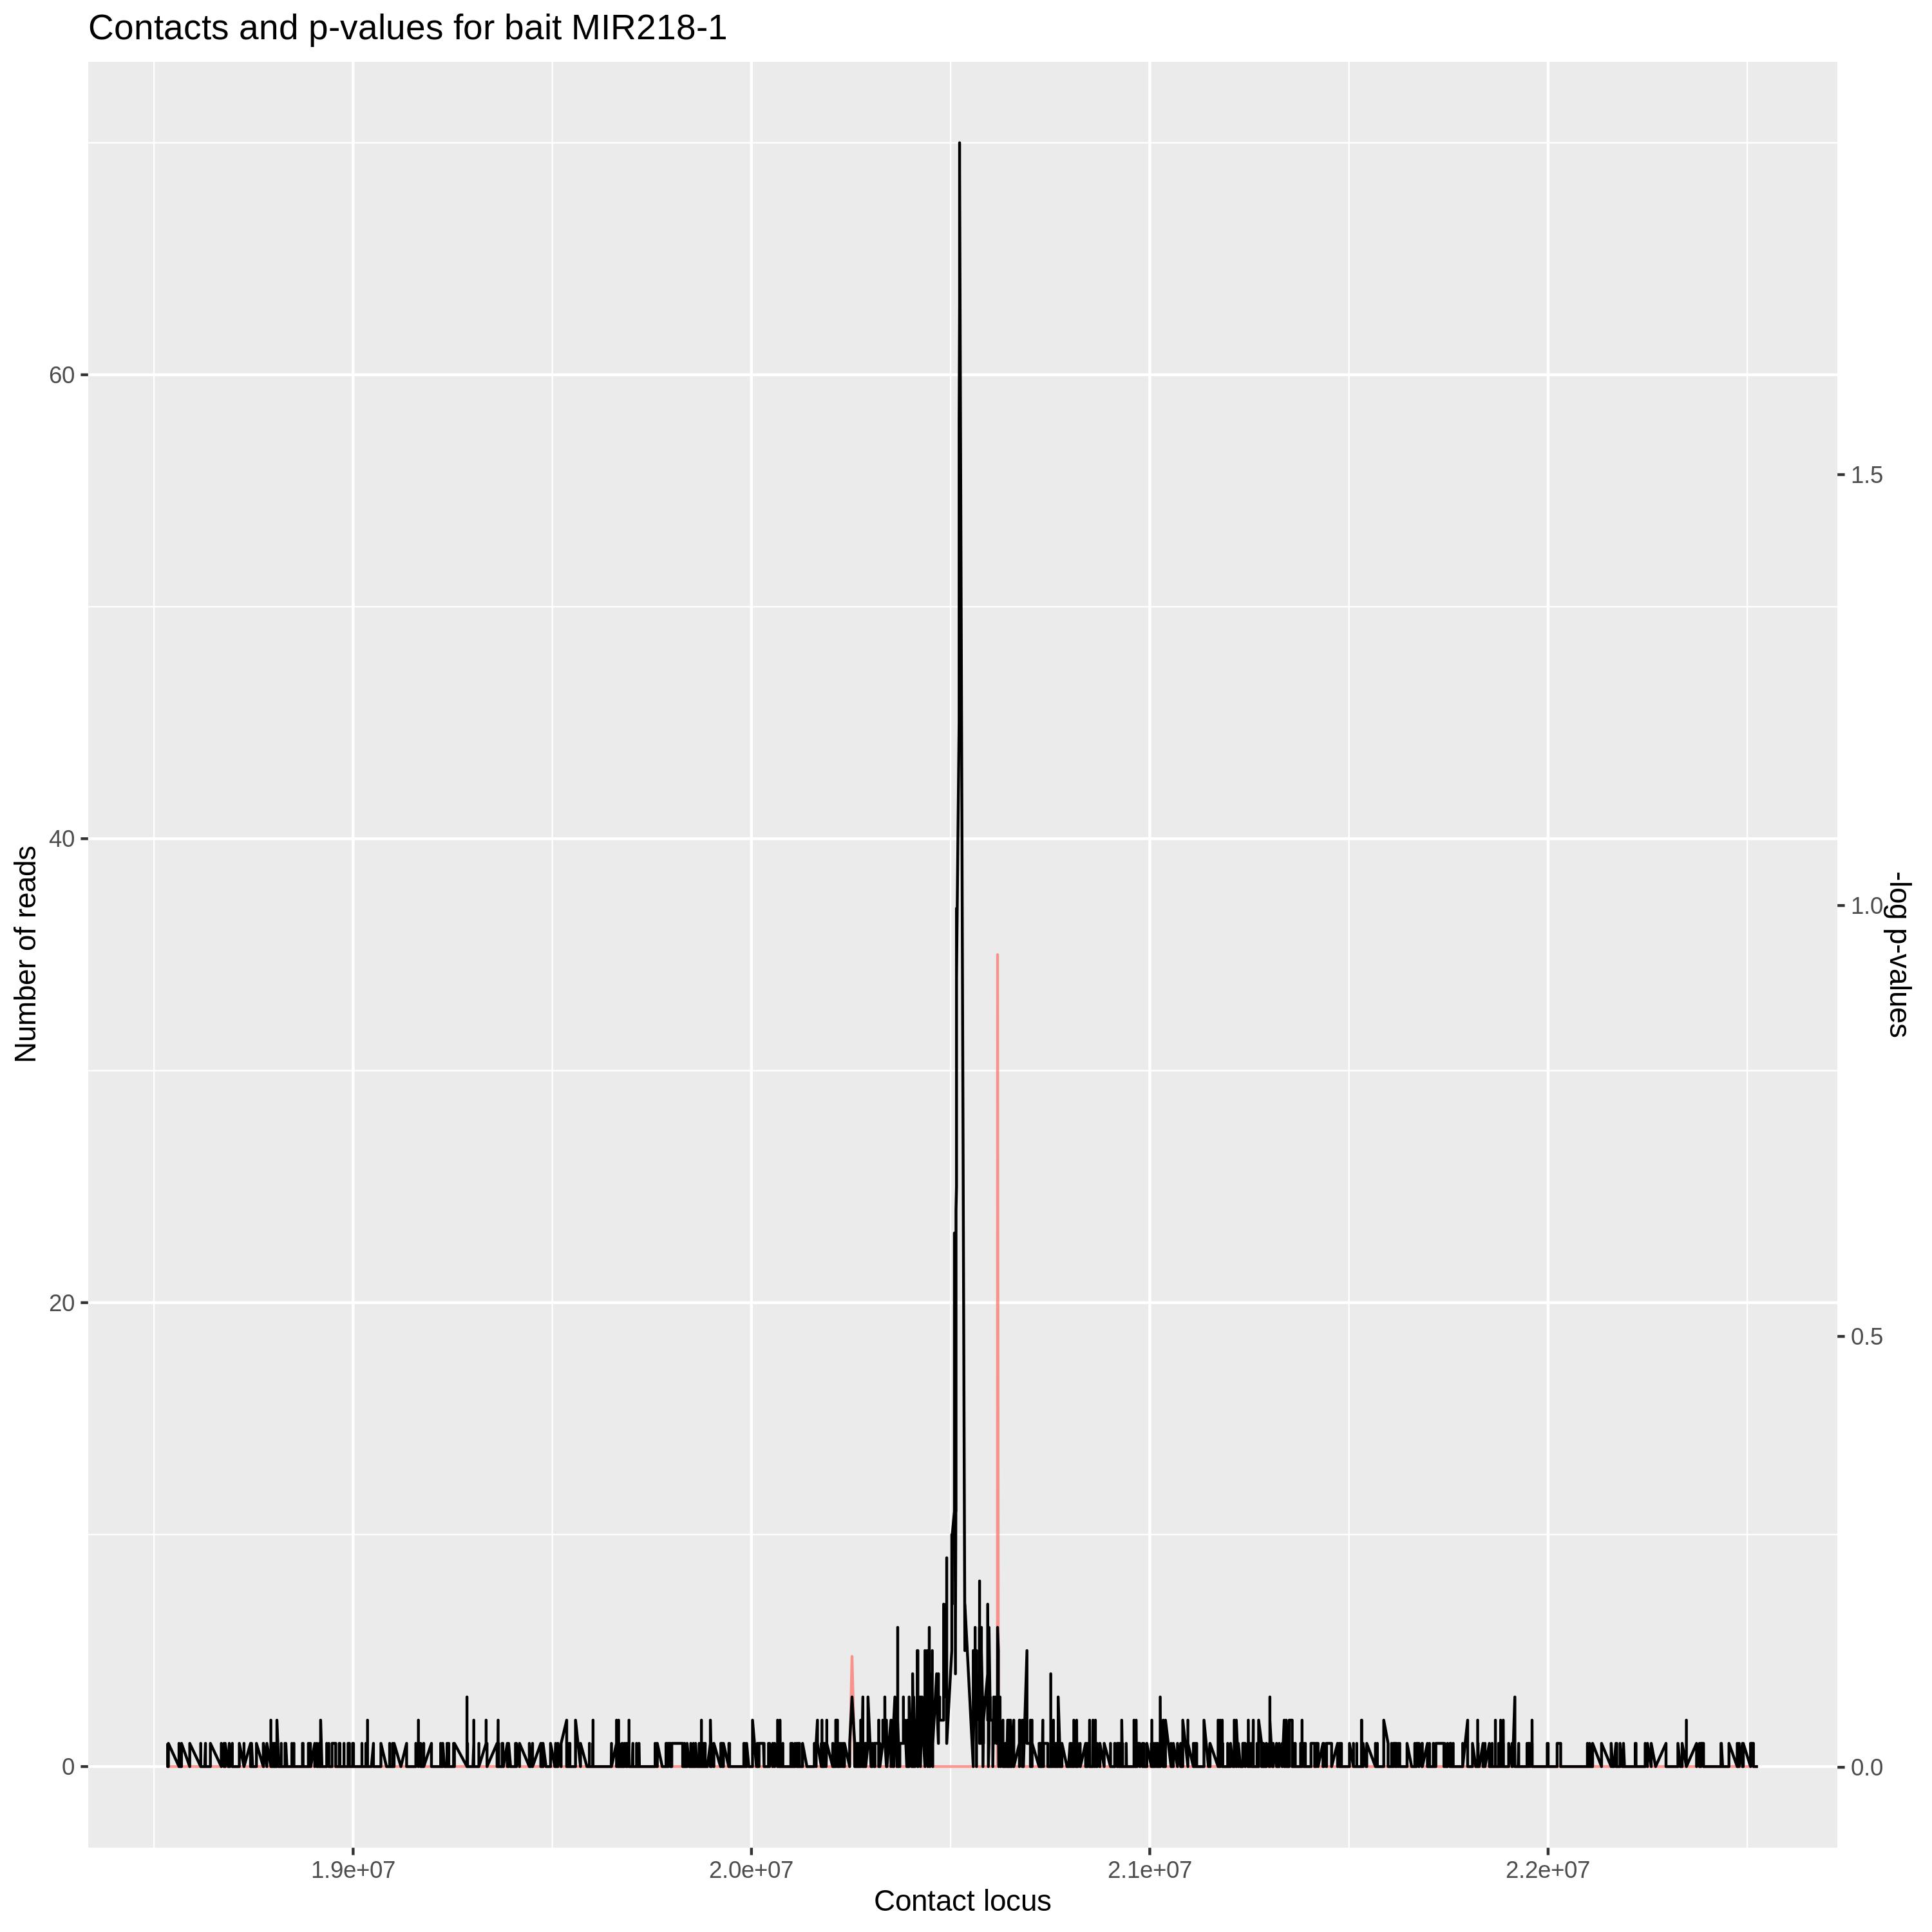 Contacts and p-values for bait MIR218-1
Number of reads
60
40
20
0
1.5
1.0
0.5
0.0
-log p-values
1.9e+07
2.0e+07
2.1e+07
2.2e+07
Contact locus